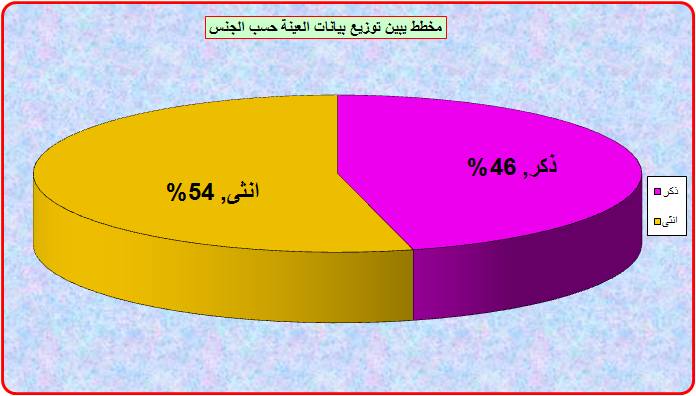 مخطط يبين توزيع بيانات العينة حسب الجنس
ذكر, 46%
انثى, 54%
ذكر
انثى